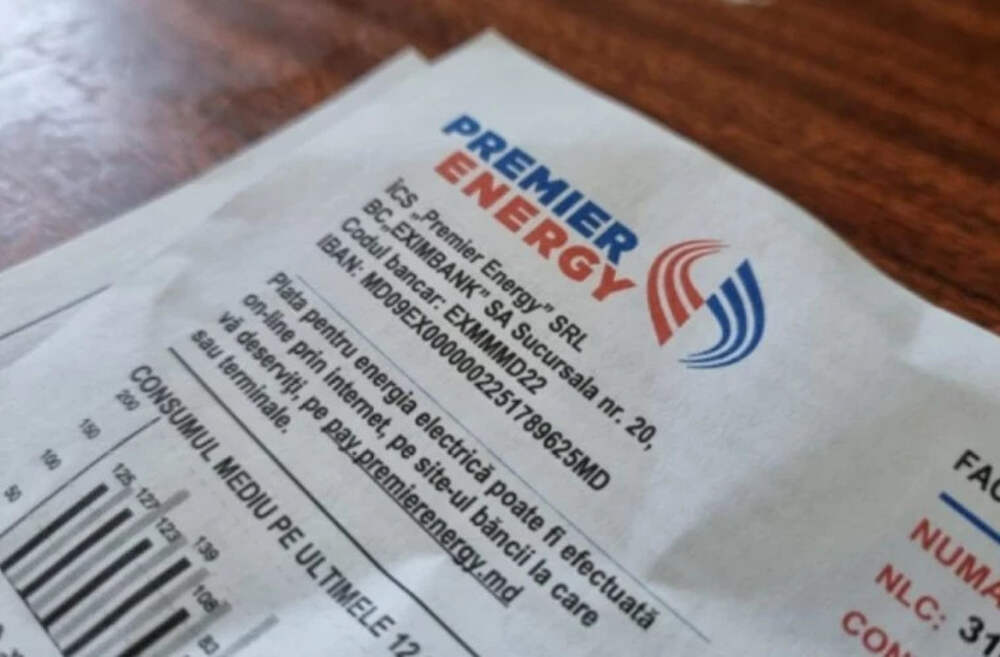 PREMIER
ENERGY
ÎCS „Premier Energy" SRL
BC„EXIMBANK" SA Sucursala nr. 20,
Codul bancar: EXMMMD22
IBAN: MD09EX0000002251789625MD
Plata pentru energia electrică poate fi efectuată
on-line prin internet, pe site-ul băncii la care
vă deserviți, pe pay.premierenergy.md
sau terminale.
CONSUMUL MEDIU PE ULTIMELE 12
200
150
100
50
125
127
123
139
108
83
FAC
NUMA
NLC: 31
CON